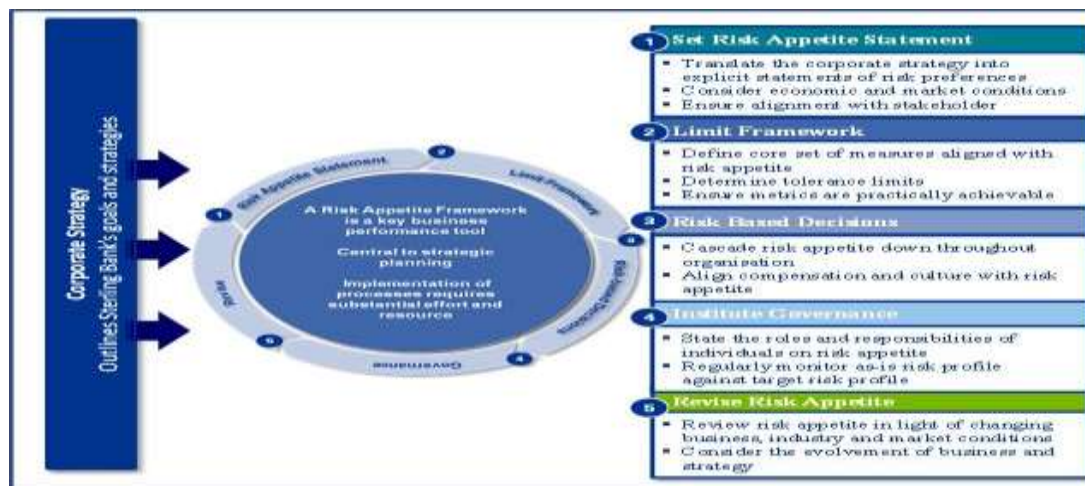 Corporate Strategy
Outlines Sterling Bank's goals and strategies
1
Risk Appetite Statement
2
Limit Framework
3
Risk Based Decisions
4
Governance
5
Revise
A Risk Appetite Framework
is a key business
performance tool
Central to strategic
planning
Implementation of
processes requires
substantial effort and
resource
1 Set Risk Appetite Statement
▪ Translate the corporate strategy into
explicit statements of risk preferences
▪ Consider economic and market conditions
▪ Ensure alignment with stakeholder
2 Limit Framework
▪ Define core set of measures aligned with
risk appetite
▪ Determine tolerance limits
▪ Ensure metrics are practically achievable
3 Risk Based Decisions
▪ Cascade risk appetite down throughout
organisation
▪ Align compensation and culture with risk
appetite
4 Institute Governance
▪ State the roles and responsibilities of
individuals on risk appetite
▪ Regularly monitor as-is risk profile
against target risk profile
5 Revise Risk Appetite
▪ Review risk appetite in light of changing
business, industry and market conditions
▪ Consider the evolvement of business and
strategy